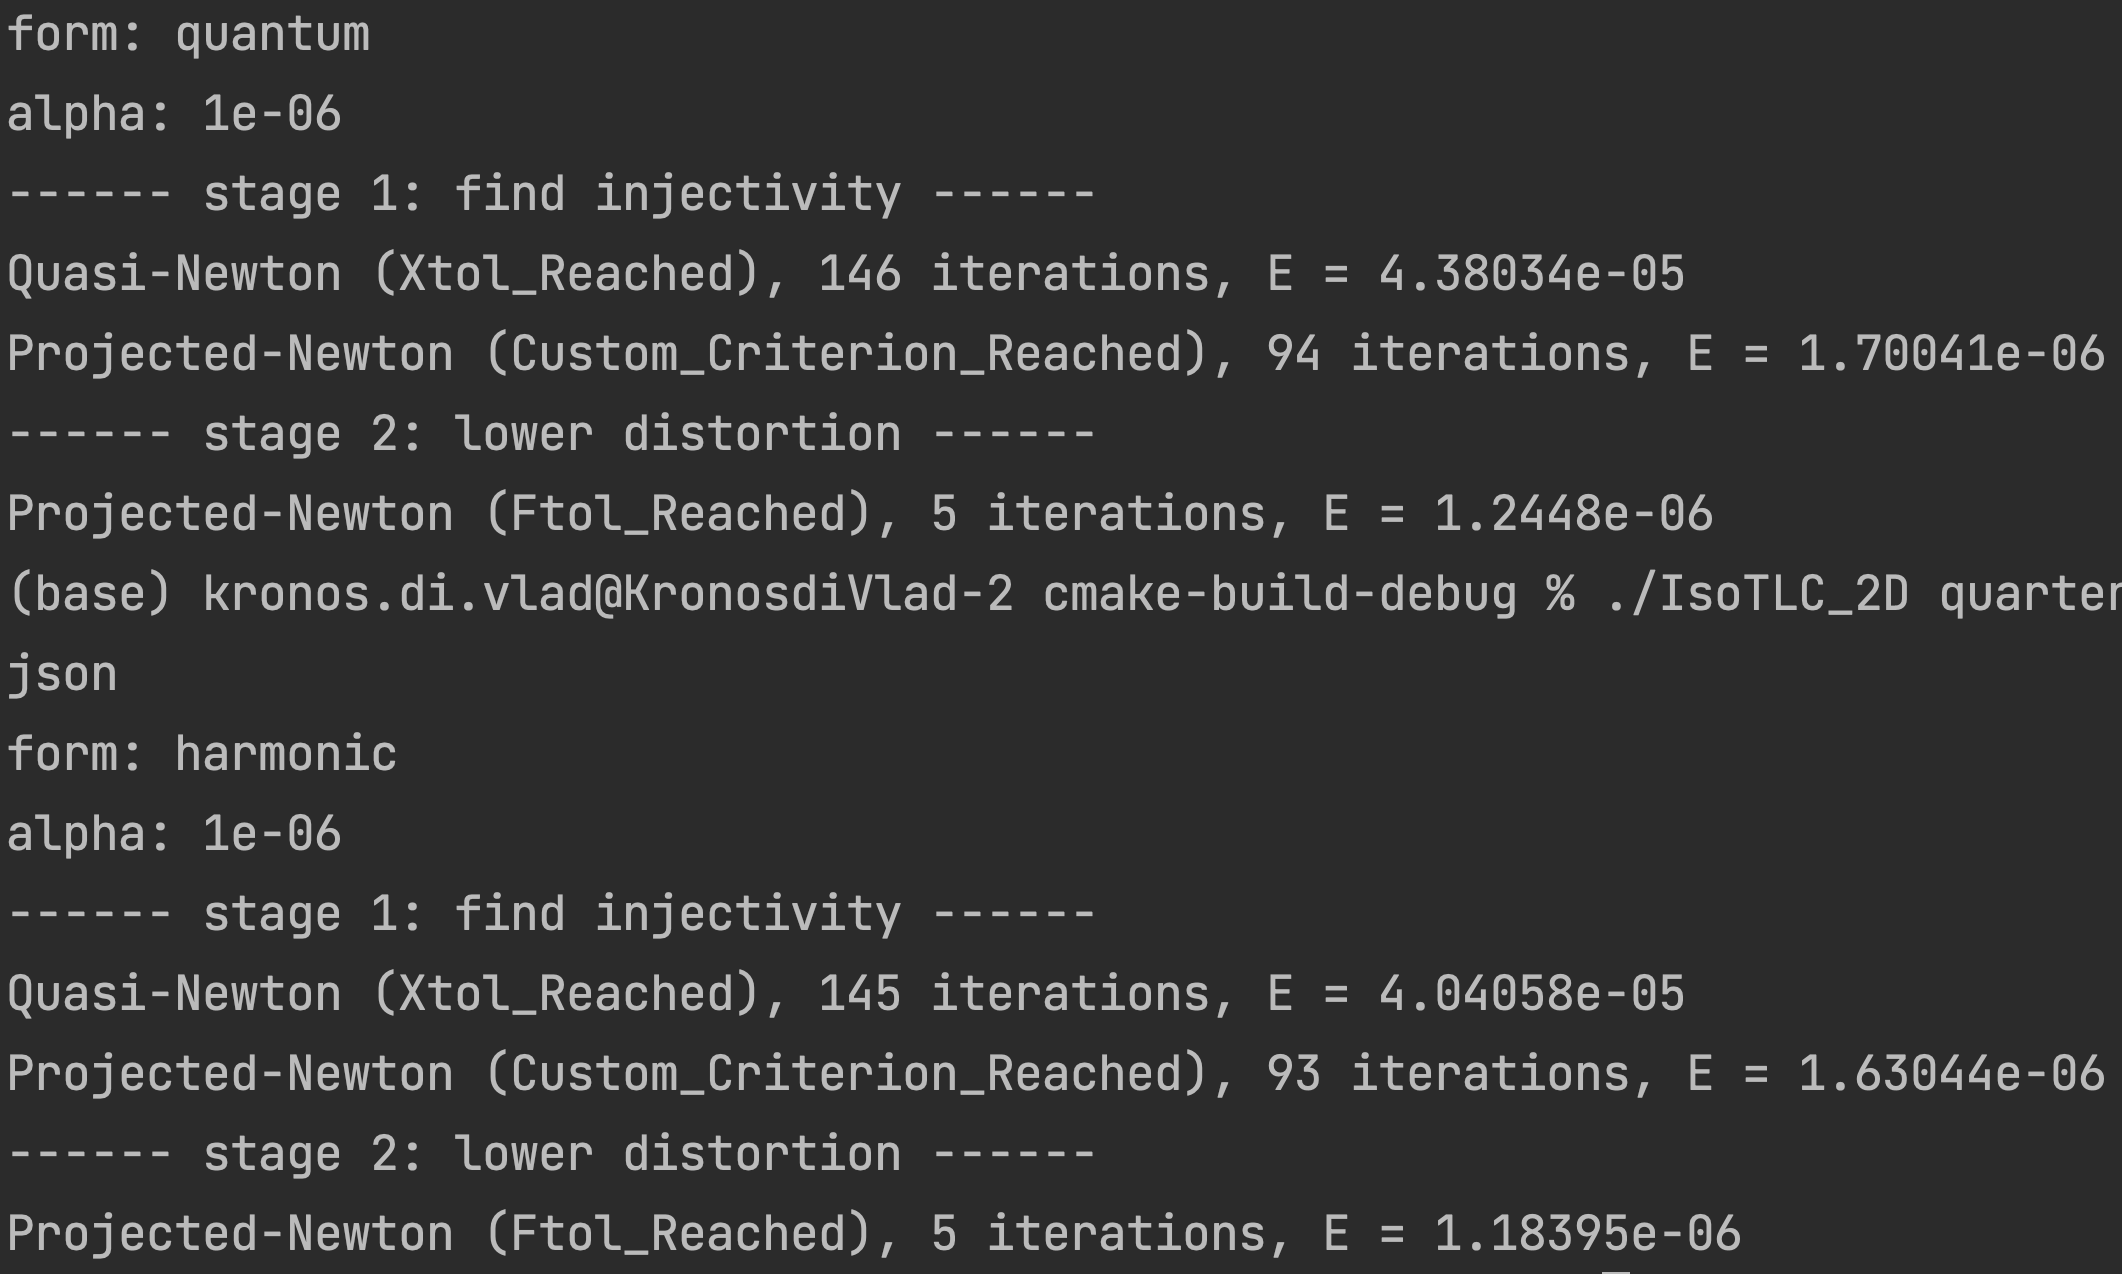 form: quantum
alpha: 1e-06
------ stage 1: find injectivity ------
Quasi-Newton (Xtol_Reached), 146 iterations, E = 4.38034e-05
Projected-Newton (Custom_Criterion_Reached), 94 iterations, E = 1.70041e-06
------ stage 2: lower distortion ------
Projected-Newton (Ftol_Reached), 5 iterations, E = 1.2448e-06
(base) kronos.di.vlad@KronosdiVlad-2 cmake-build-debug % ./IsoTLC_2D quarter
json
form: harmonic
alpha: 1e-06
------ stage 1: find injectivity ------
Quasi-Newton (Xtol_Reached), 145 iterations, E = 4.04058e-05
Projected-Newton (Custom_Criterion_Reached), 93 iterations, E = 1.63044e-06
------ stage 2: lower distortion ------
Projected-Newton (Ftol_Reached), 5 iterations, E = 1.18395e-06